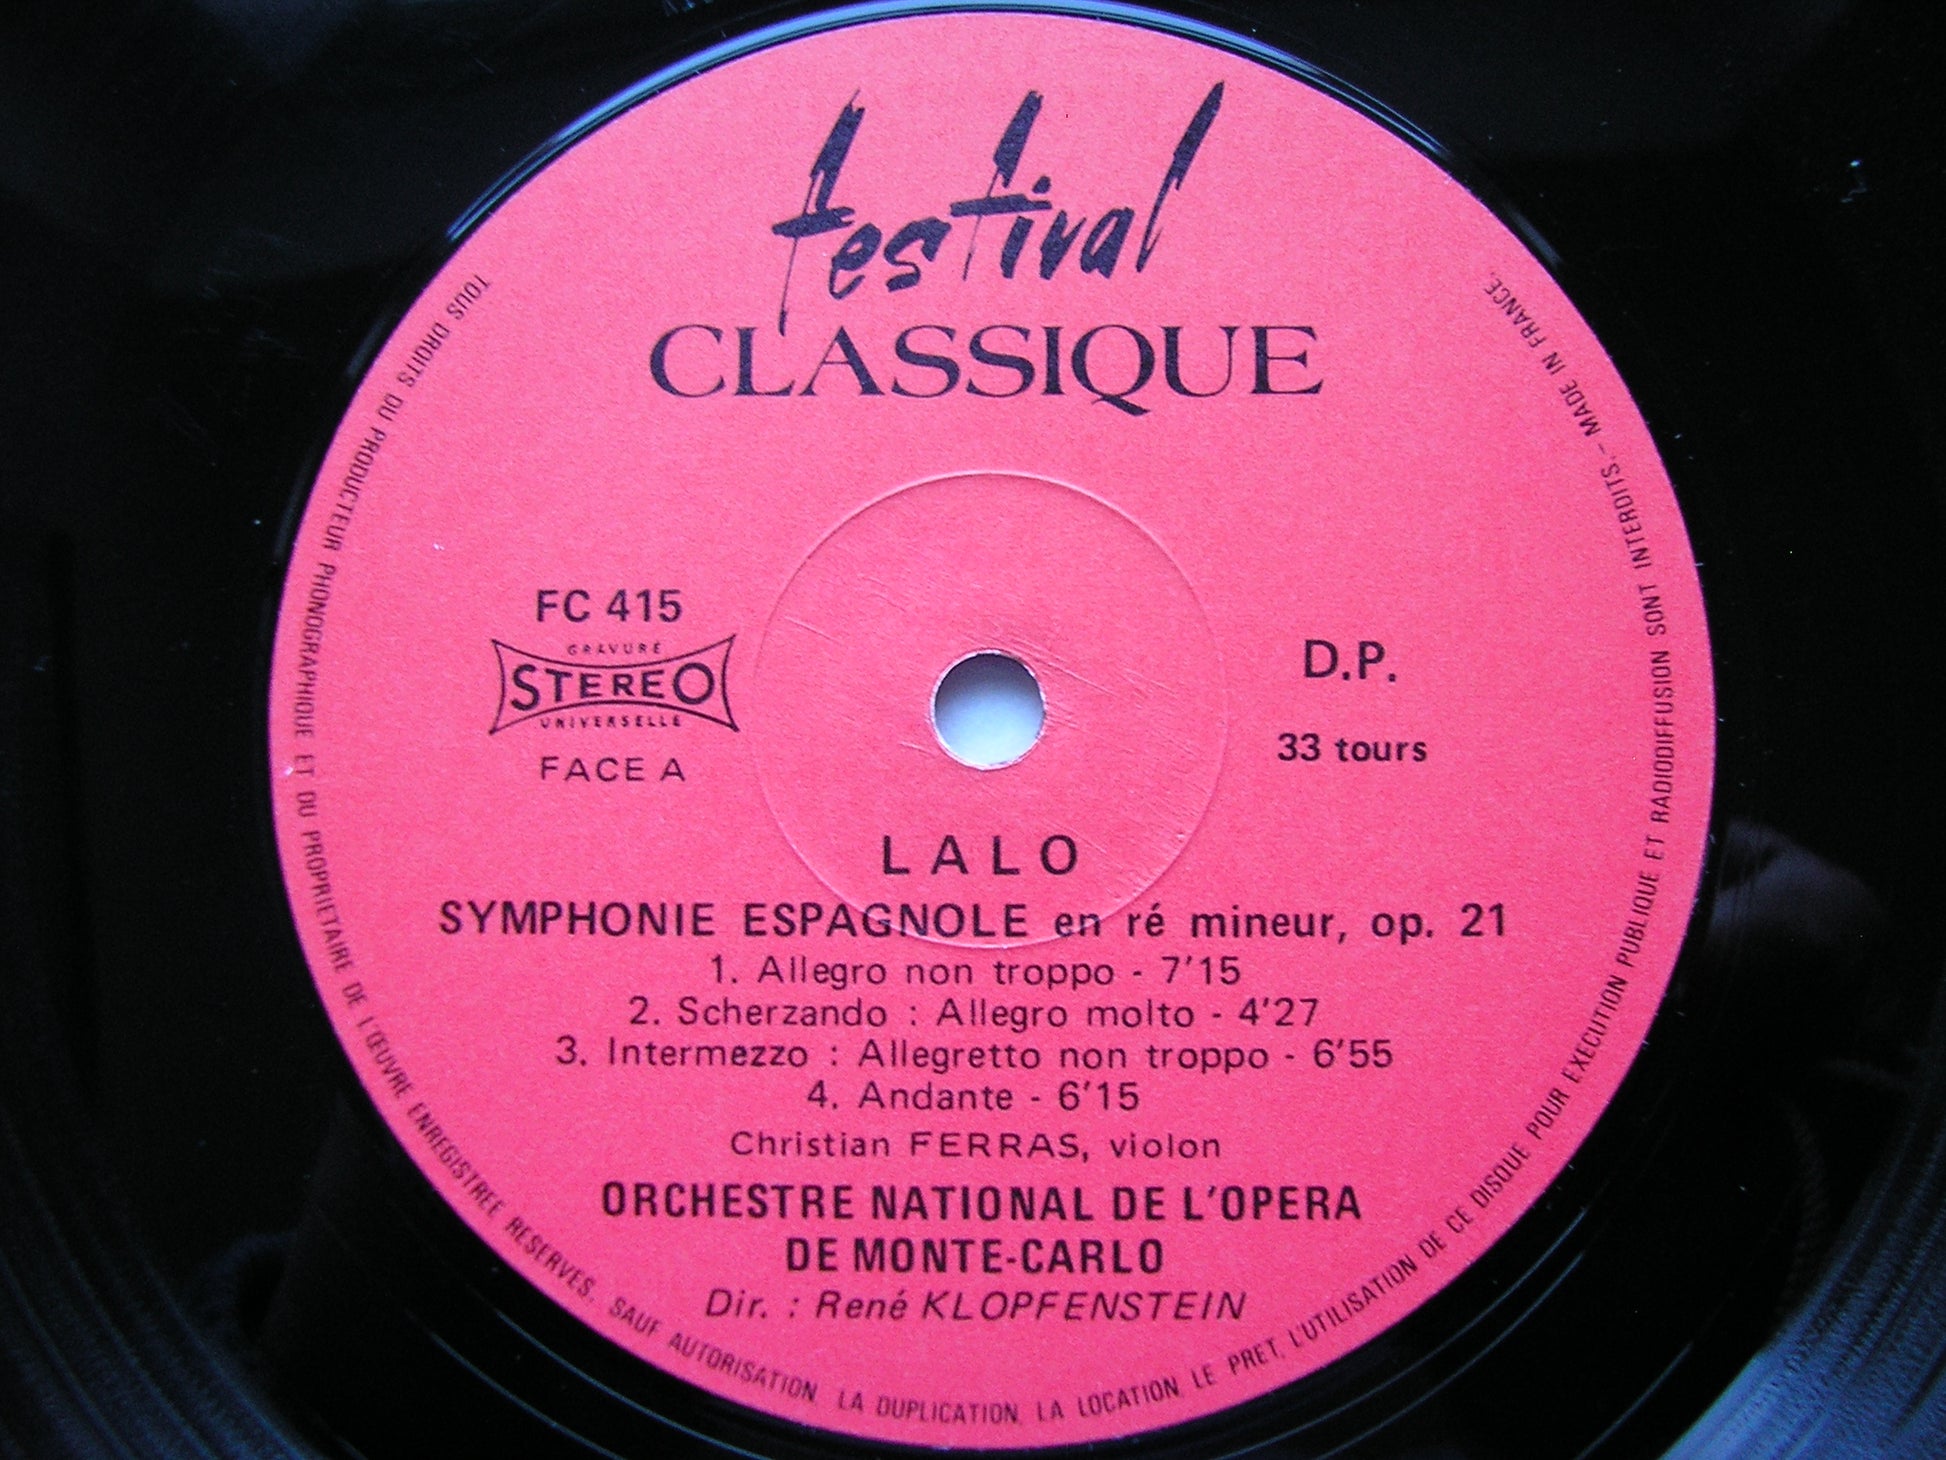 festival
CLASSIQUE
FC 415
GRAVURE
STEREO
UNIVERSELLE
FACE A
D.P.
33 tours
LALO
SYMPHONIE ESPAGNOLE en ré mineur, op. 21
1. Allegro non troppo - 7'15
2. Scherzando : Allegro molto - 4'27
3. Intermezzo : Allegretto non troppo - 6'55
4. Andante - 6'15
Christian FERRAS, violon
ORCHESTRE NATIONAL DE L'OPERA
DE MONTE-CARLO
Dir. : René KLOPFENSTEIN
TOUS DROITS DU PRODUCTEUR PHONOGRAPHIQUE ET DU PROPRIETAIRE DE L'ŒUVRE ENREGISTREE RESERVES. SAUF AUTORISATION, LA DUPLICATION, LA LOCATION LE PRET, L'UTILISATION DE CE DISQUE POUR EXECUTION PUBLIQUE ET RADIODIFFUSION SONT INTERDITS. - MADE IN FRANCE.